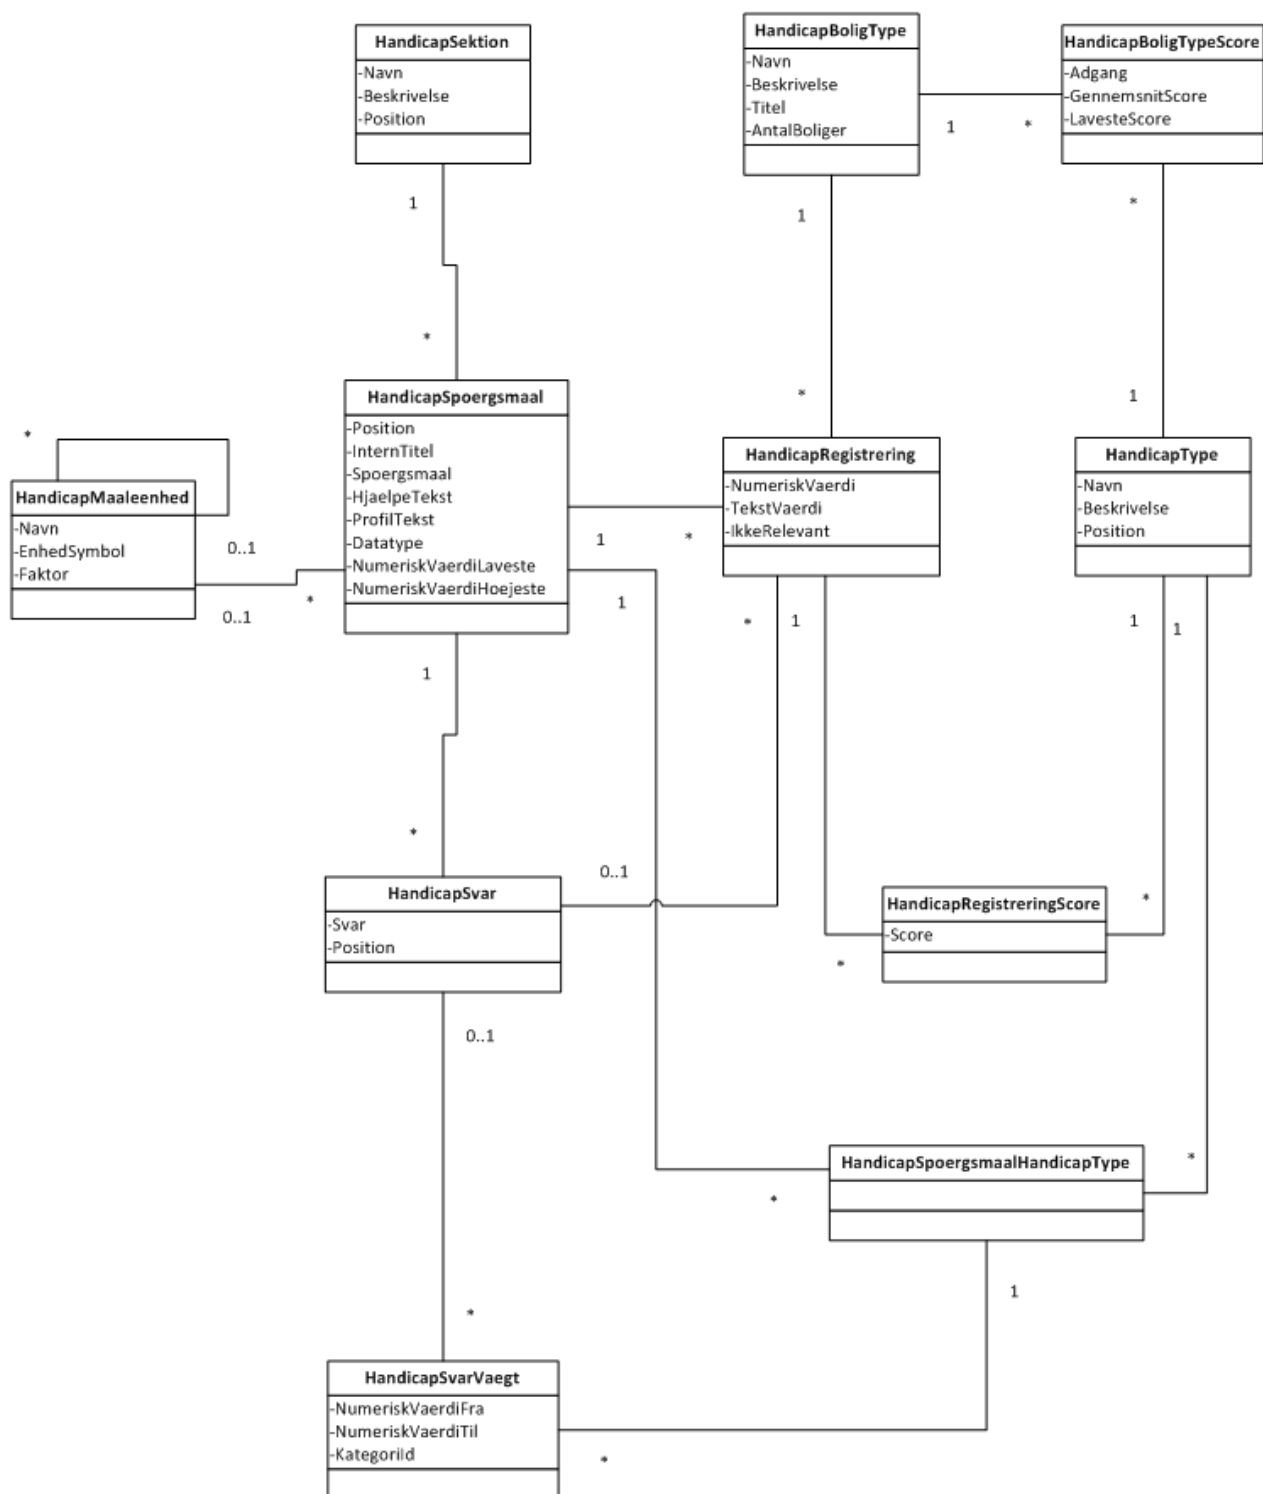 HandicapSektion
-Navn
-Beskrivelse
-Position
HandicapBoligType
-Navn
-Beskrivelse
-Titel
-AntalBoliger
HandicapBoligTypeScore
-Adgang
-GennemsnitScore
-LavesteScore
1
*
1
1
*
*
*
*
1
HandicapSpoergsmaal
-Position
-InternTitel
-Spoergsmaal
-HjaelpeTekst
-ProfilTekst
-Datatype
-NumeriskVaerdiLaveste
-NumeriskVaerdiHoejeste
HandicapRegistrering
-NumeriskVaerdi
-TekstVaerdi
-IkkeRelevant
HandicapType
-Navn
-Beskrivelse
-Position
*
HandicapMaaleenhed
-Navn
-EnhedSymbol
-Faktor
0..1
0..1
*
1
*
1
*
1
1
1
1
*
0..1
HandicapSvar
-Svar
-Position
HandicapRegistreringScore
-Score
*
*
0..1
HandicapSpoergsmaalHandicapType
*
*
1
*
HandicapSvarVaegt
-NumeriskVaerdiFra
-NumeriskVaerdiTil
-KategoriId
*